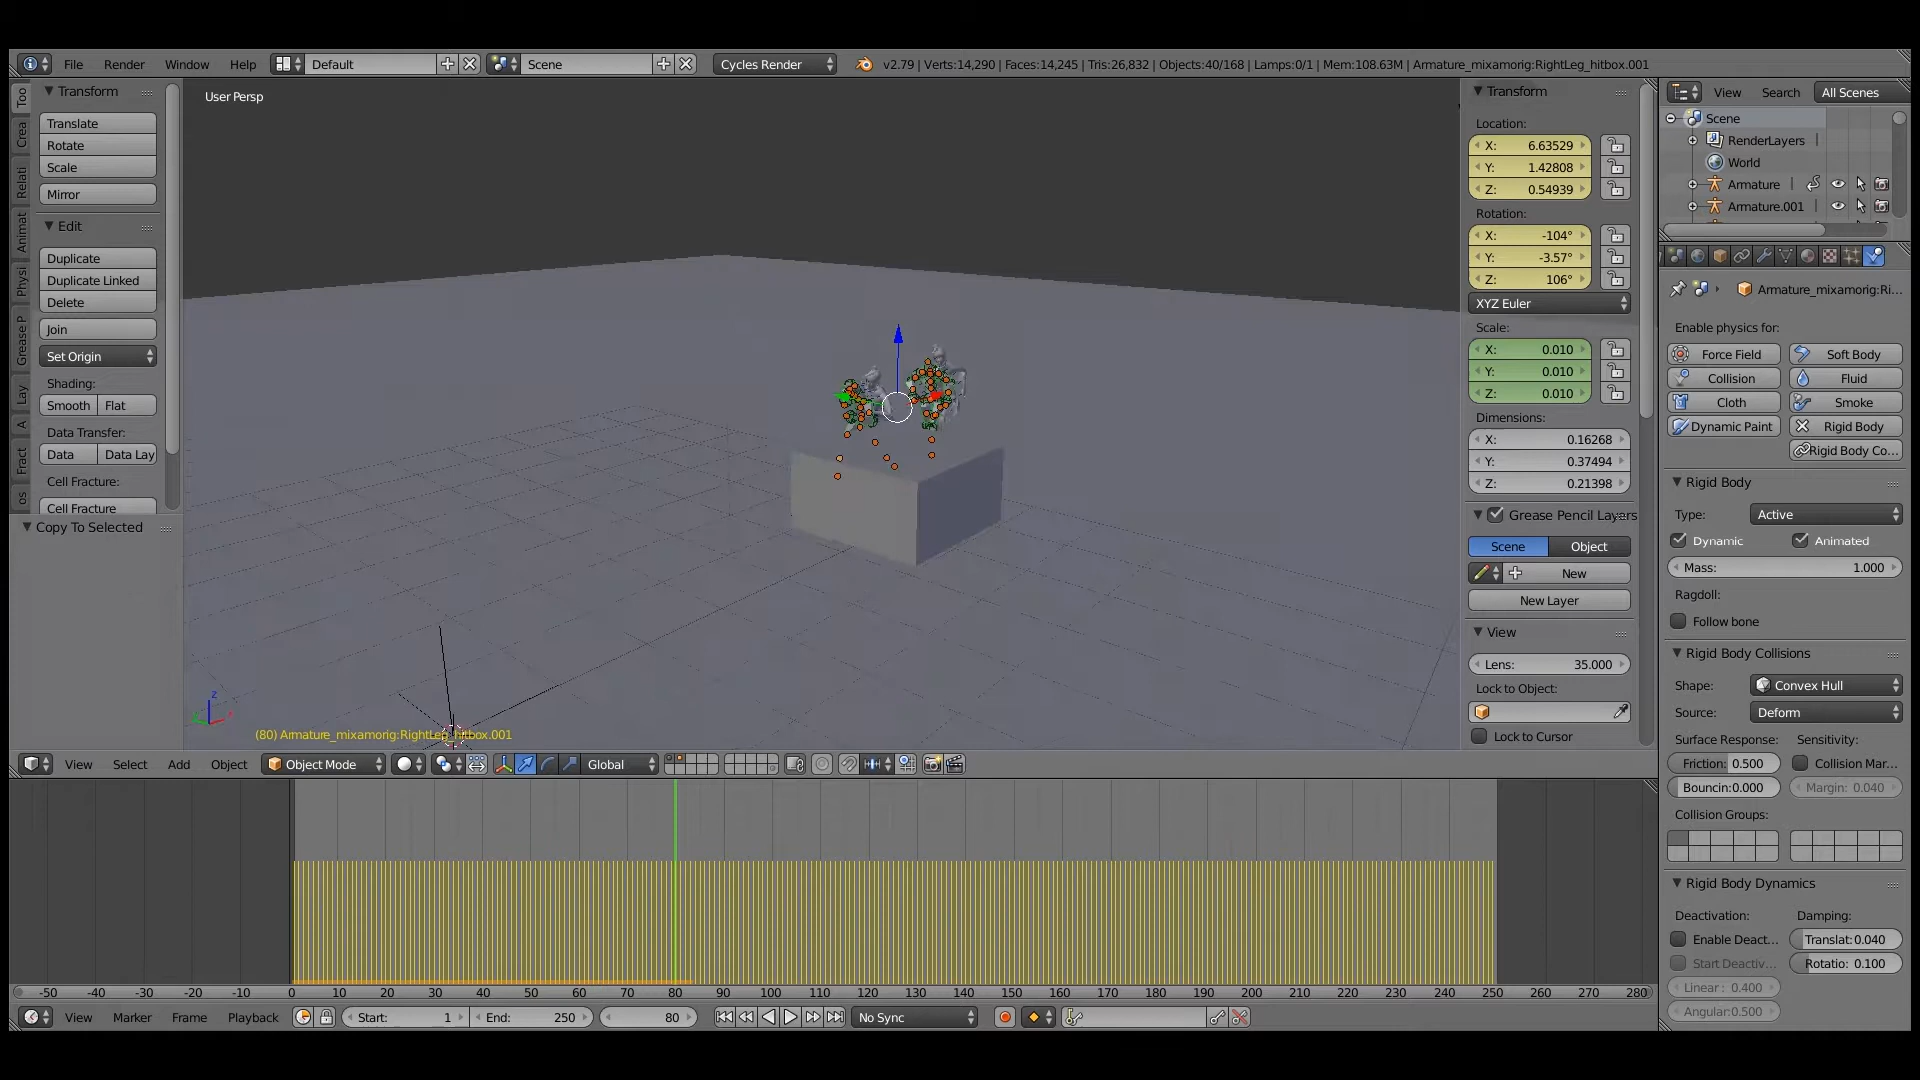 File Render Window Help Default Scene Cycles Render v2.79 | Verts:14,290 | Faces:14,245 | Tris:26,832 | Objects:40/168 | Lamps:0/1 | Mem:108.63M | Armature_mixamorig:RightLeg_hitbox.001
Too
Crea
Relati
Animat
Physi
Grease P
Lay
A
Fract
os
Transform
Translate
Rotate
Scale
Mirror
Edit
Duplicate
Duplicate Linked
Delete
Join
Set Origin
Shading:
Smooth Flat
Data Transfer:
Data Data Lay
Cell Fracture:
Cell Fracture
Copy To Selected
User Persp
z
(80) Armature_mixamorig:RightLeg_hitbox.001
Transform
Location:
X: 6.63529
Y: 1.42808
Z: 0.54939
Rotation:
X: -104°
Y: -3.57°
Z: 106°
XYZ Euler
Scale:
X: 0.010
Y: 0.010
Z: 0.010
Dimensions:
X: 0.16268
Y: 0.37494
Z: 0.21398
Grease Pencil Layers
Scene Object
New
New Layer
View
Lens: 35.000
Lock to Object:
Lock to Cursor
View Search All Scenes
Scene
RenderLayers
World
Armature
Armature.001
Armature_mixamorig:Ri...
Enable physics for:
Force Field Soft Body
Collision Fluid
Cloth Smoke
Dynamic Paint Rigid Body
Rigid Body Co...
Rigid Body
Type: Active
Dynamic Animated
Mass: 1.000
Ragdoll:
Follow bone
Rigid Body Collisions
Shape: Convex Hull
Source: Deform
Surface Response: Sensitivity:
Friction: 0.500 Collision Mar...
Bouncin:0.000 Margin: 0.040
Collision Groups:
Rigid Body Dynamics
Deactivation: Damping:
Enable Deact... Translat:0.040
Start Deactiv... Rotatio: 0.100
Linear : 0.400
Angular:0.500
View Select Add Object Object Mode Global
-50 -40 -30 -20 -10 0 10 20 30 40 50 60 70 80 90 100 110 120 130 140 150 160 170 180 190 200 210 220 230 240 250 260 270 280
View Marker Frame Playback Start: 1 End: 250 80 No Sync